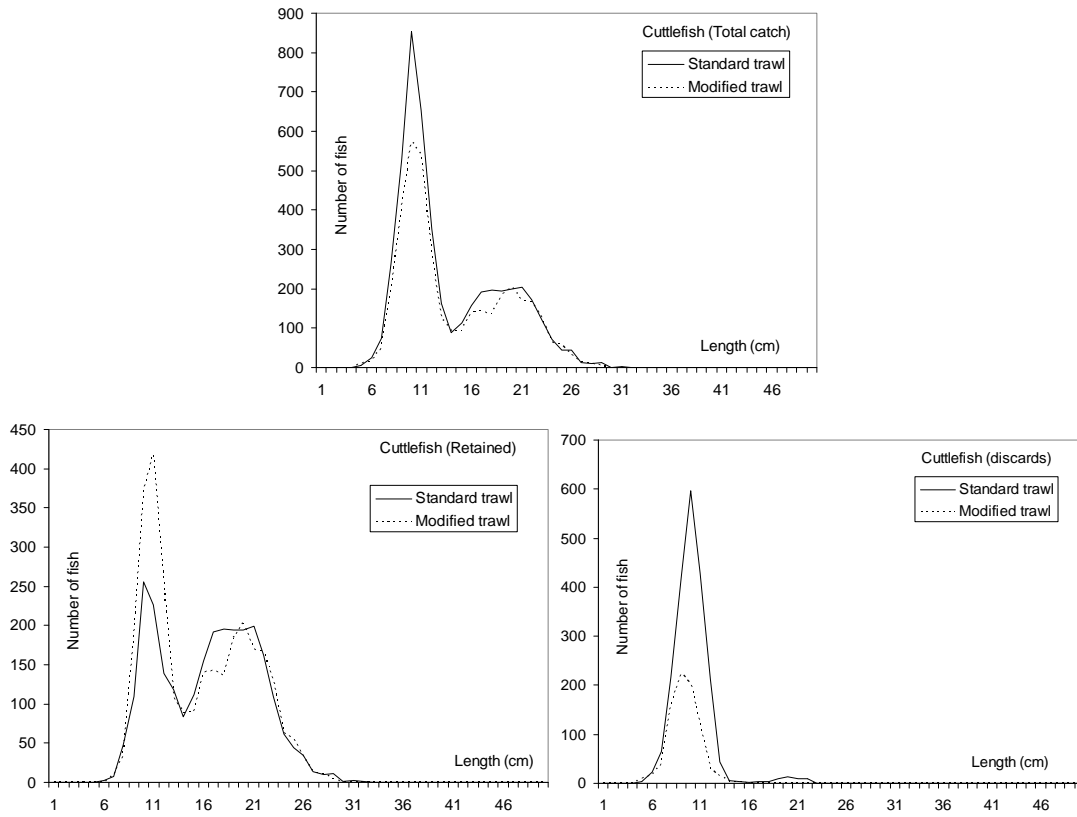 Cuttlefish (Total catch)
Standard trawl
Modified trawl
Number of fish
Length (cm)
900
800
700
600
500
400
300
200
100
0
1 6 11 16 21 26 31 36 41 46
Cuttlefish (Retained)
Standard trawl
Modified trawl
Number of fish
Length (cm)
450
400
350
300
250
200
150
100
50
0
1 6 11 16 21 26 31 36 41 46
Cuttlefish (discards)
Standard trawl
Modified trawl
Number of fish
Length (cm)
700
600
500
400
300
200
100
0
1 6 11 16 21 26 31 36 41 46